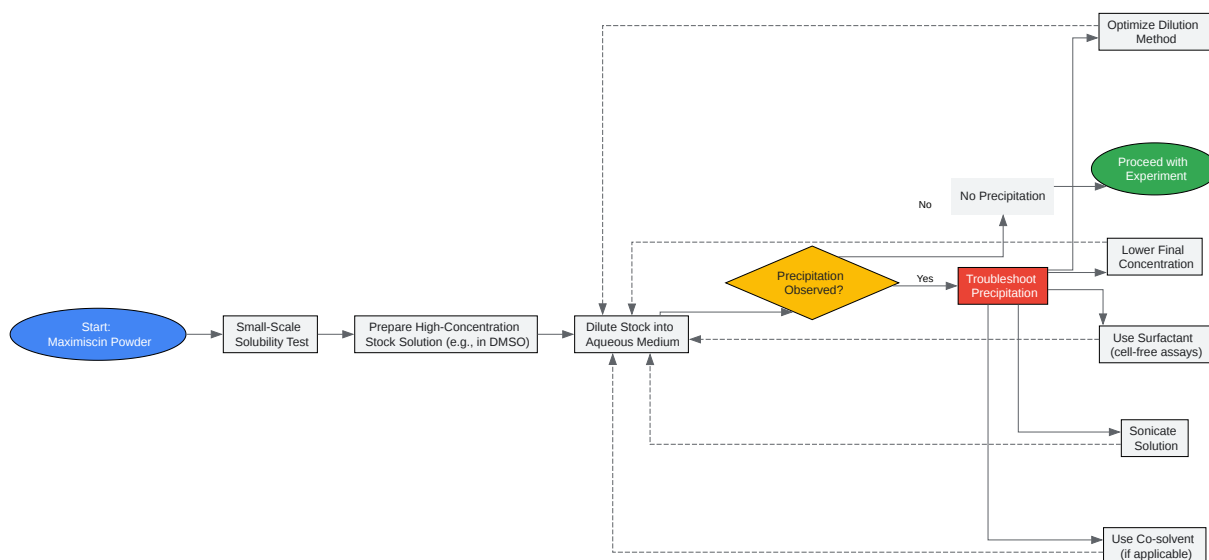 Optimize Dilution
Method
Proceed with
Experiment
No Precipitation
No
Lower Final
Concentration
Precipitation
Observed?
Yes
Troubleshoot
Precipitation
Start:
Maximiscin Powder
Small-Scale
Solubility Test
Prepare High-Concentration
Stock Solution (e.g., in DMSO)
Dilute Stock into
Aqueous Medium
Use Surfactant
(cell-free assays)
Sonicate
Solution
Use Co-solvent
(if applicable)